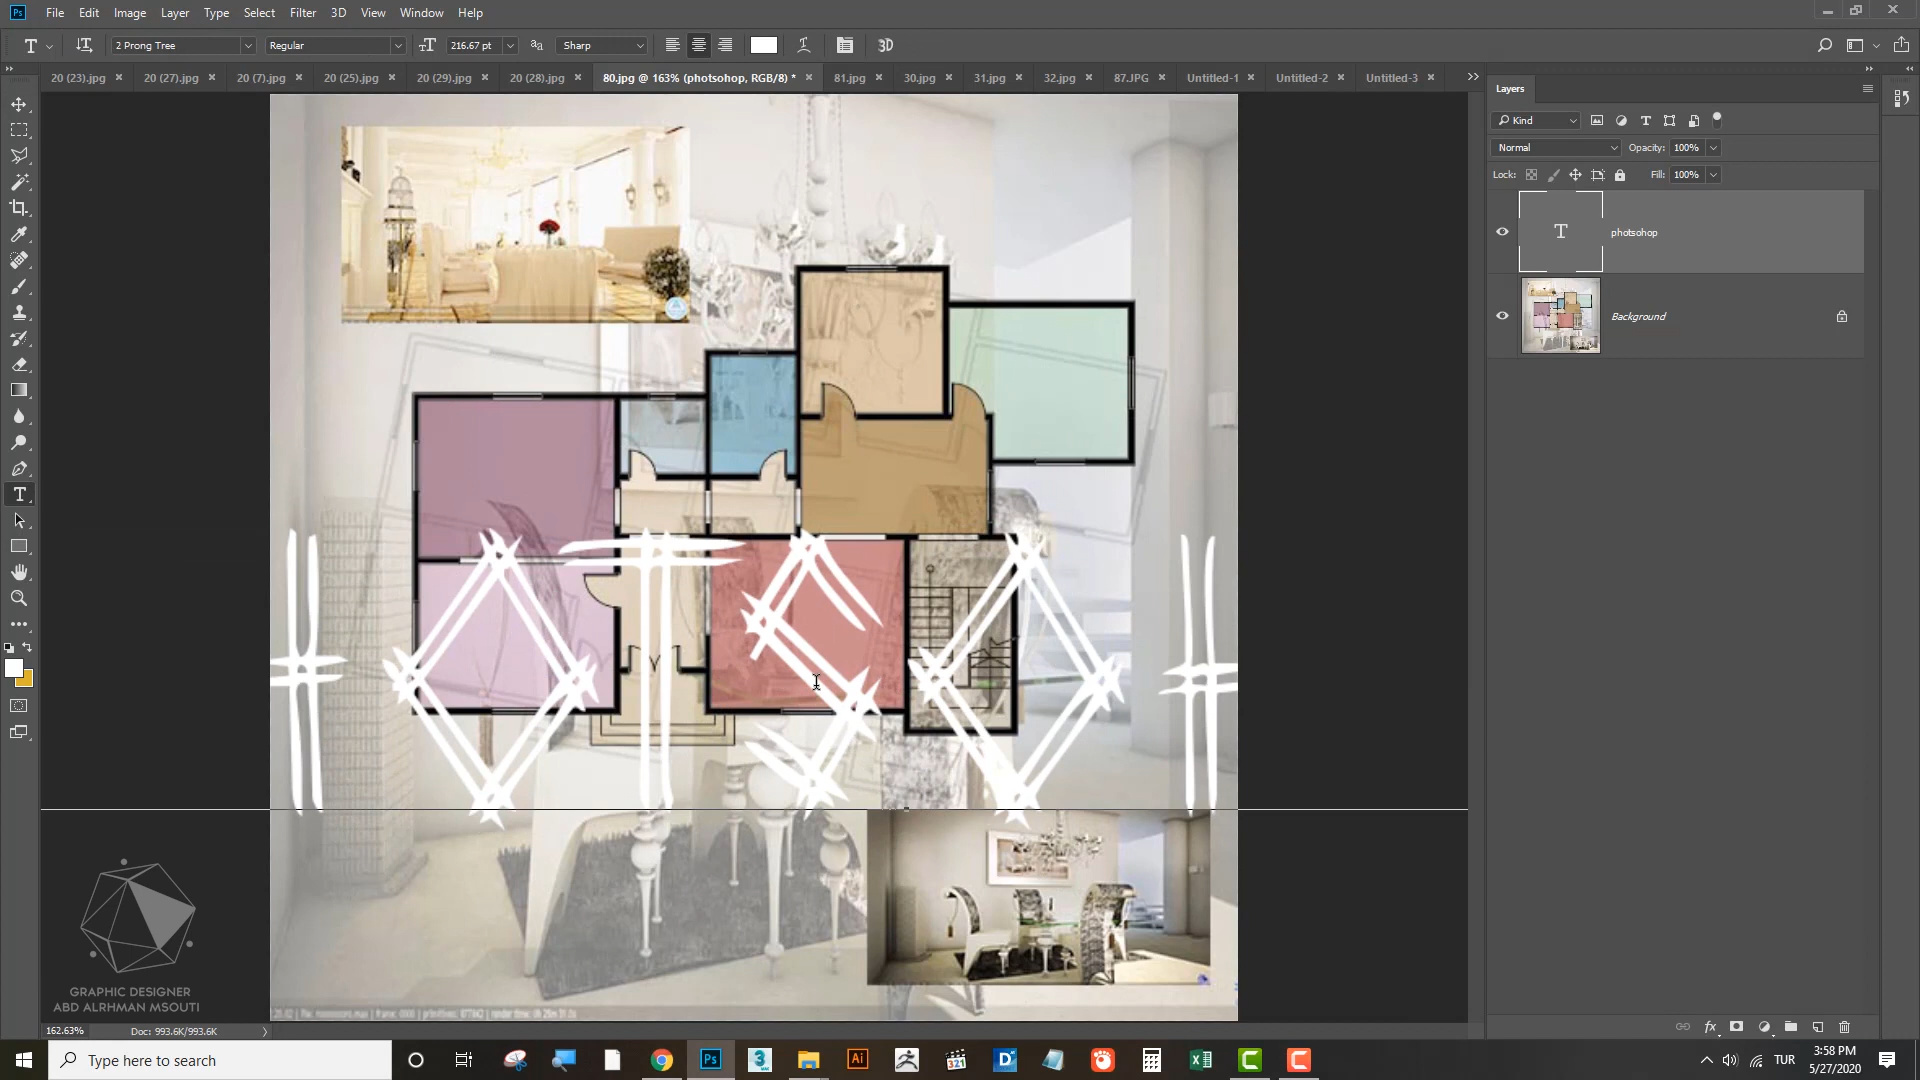 Ps File Edit Image Layer Type Select Filter 3D View Window Help
2 Prong Tree Regular 216.67 pt Sharp 3D
20 (23).jpg 20 (27).jpg 20 (7).jpg 20 (25).jpg 20 (29).jpg 20 (28).jpg 80.jpg @ 163% (photsohop, RGB/8) * 81.jpg 30.jpg 31.jpg 32.jpg 87.JPG Untitled-1 Untitled-2 Untitled-3
Layers
Kind
Normal Opacity: 100%
Lock: Fill: 100%
photsohop
Background
GRAPHIC DESIGNER
ABD ALRHMAN MSOUTI
162.63% Doc: 993.6K/993.6K
Type here to search
TUR
3:58 PM
5/27/2020